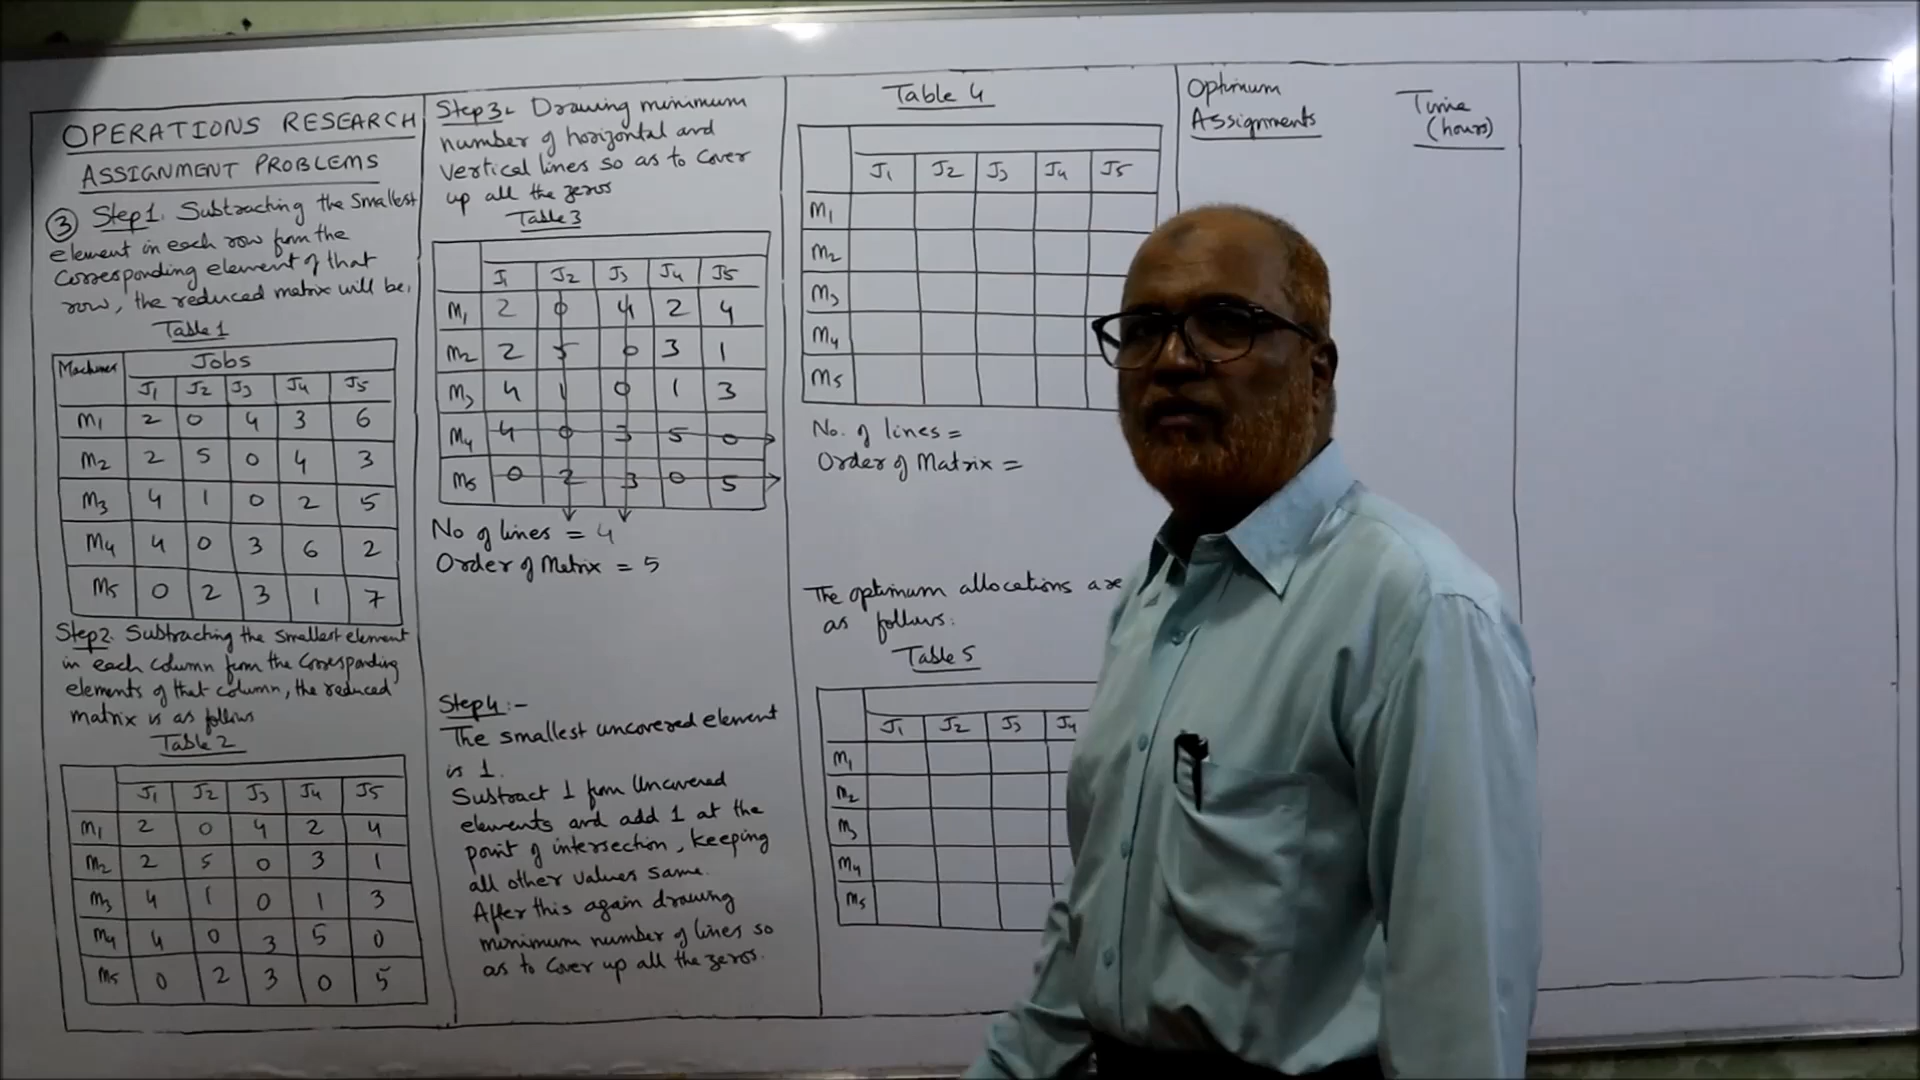 OPERATIONS RESEARCH
ASSIGNMENT PROBLEMS
③ Step1. Subtracting the Smallest
element in each row from the
Corresponding element of that
row, the reduced matrix will be,
Table 1
Machines Jobs
J1 J2 J3 J4 J5
M1 2 0 4 3 6
M2 2 5 0 4 3
M3 4 1 0 2 5
M4 4 0 3 6 2
M5 0 2 3 1 7
Step2. Subtracting the smallest element
in each column from the Corresponding
elements of that column, the reduced
matrix is as follows
Table 2
J1 J2 J3 J4 J5
M1 2 0 4 2 4
M2 2 5 0 3 1
M3 4 1 0 1 3
M4 4 0 3 5 0
M5 0 2 3 0 5
Step3:- Drawing minimum
number of horizontal and
vertical lines so as to cover
up all the zeros
Table 3
J1 J2 J3 J4 J5
M1 2 0 4 2 4
M2 2 5 0 3 1
M3 4 1 0 1 3
M4 4 0 3 5 0
M5 0 2 3 0 5
No of lines = 4
Order of Matrix = 5
Step4:-
The smallest uncovered element
is 1.
Subtract 1 from Uncovered
elements and add 1 at the
point of intersection, keeping
all other values same.
After this again drawing
minimum number of lines so
as to cover up all the zeros.
Table 4
J1 J2 J3 J4 J5
M1
M2
M3
M4
M5
No. of lines =
Order of Matrix =
The optimum allocations are
as follows:
Table 5
J1 J2 J3 J4
M1
M2
M3
M4
M5
Optimum
Assignments
Time
(hours)